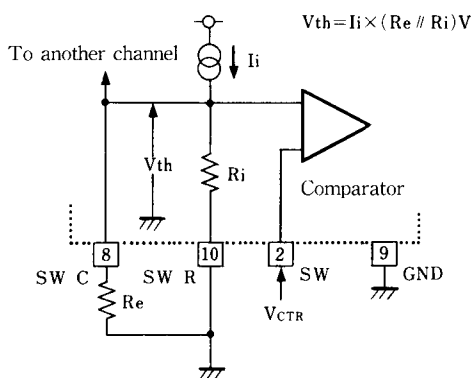 Vth=Ii×(Re∥Ri)V
To another channel
Ii
Vth
Ri
Comparator
8
10
2
9
SW C
SW R
SW
GND
Re
VCTR